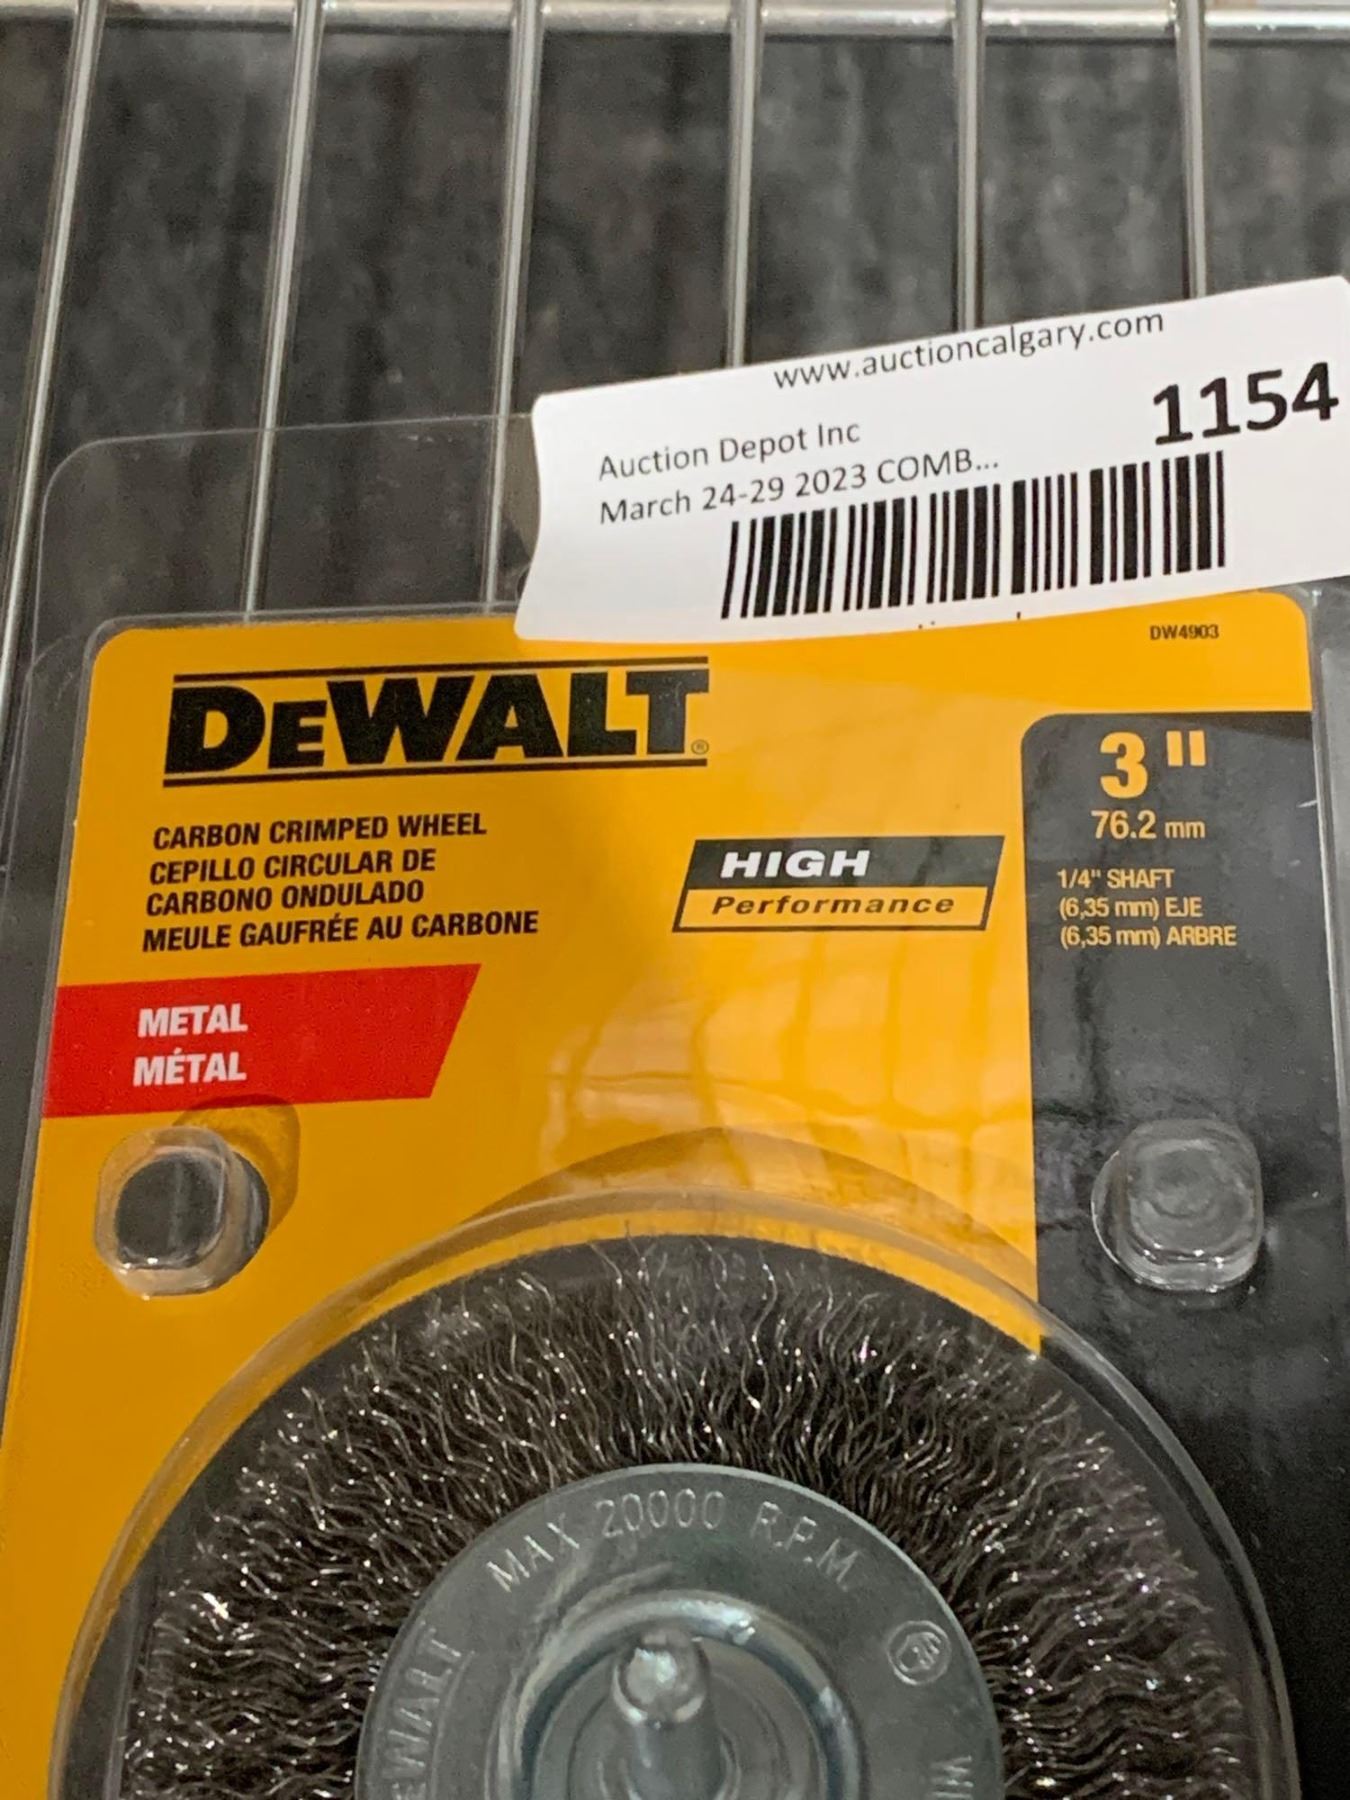 www.auctioncalgary.com
1154
Auction Depot Inc
March 24-29 2023 COMB...
DW4903
DEWALT®
CARBON CRIMPED WHEEL
CEPILLO CIRCULAR DE
CARBONO ONDULADO
MEULE GAUFRÉE AU CARBONE
HIGH
Performance
3"
76.2 mm
1/4" SHAFT
(6,35 mm) EJE
(6,35 mm) ARBRE
METAL
MÉTAL
MAX 20000 R.P.M.
EWALT